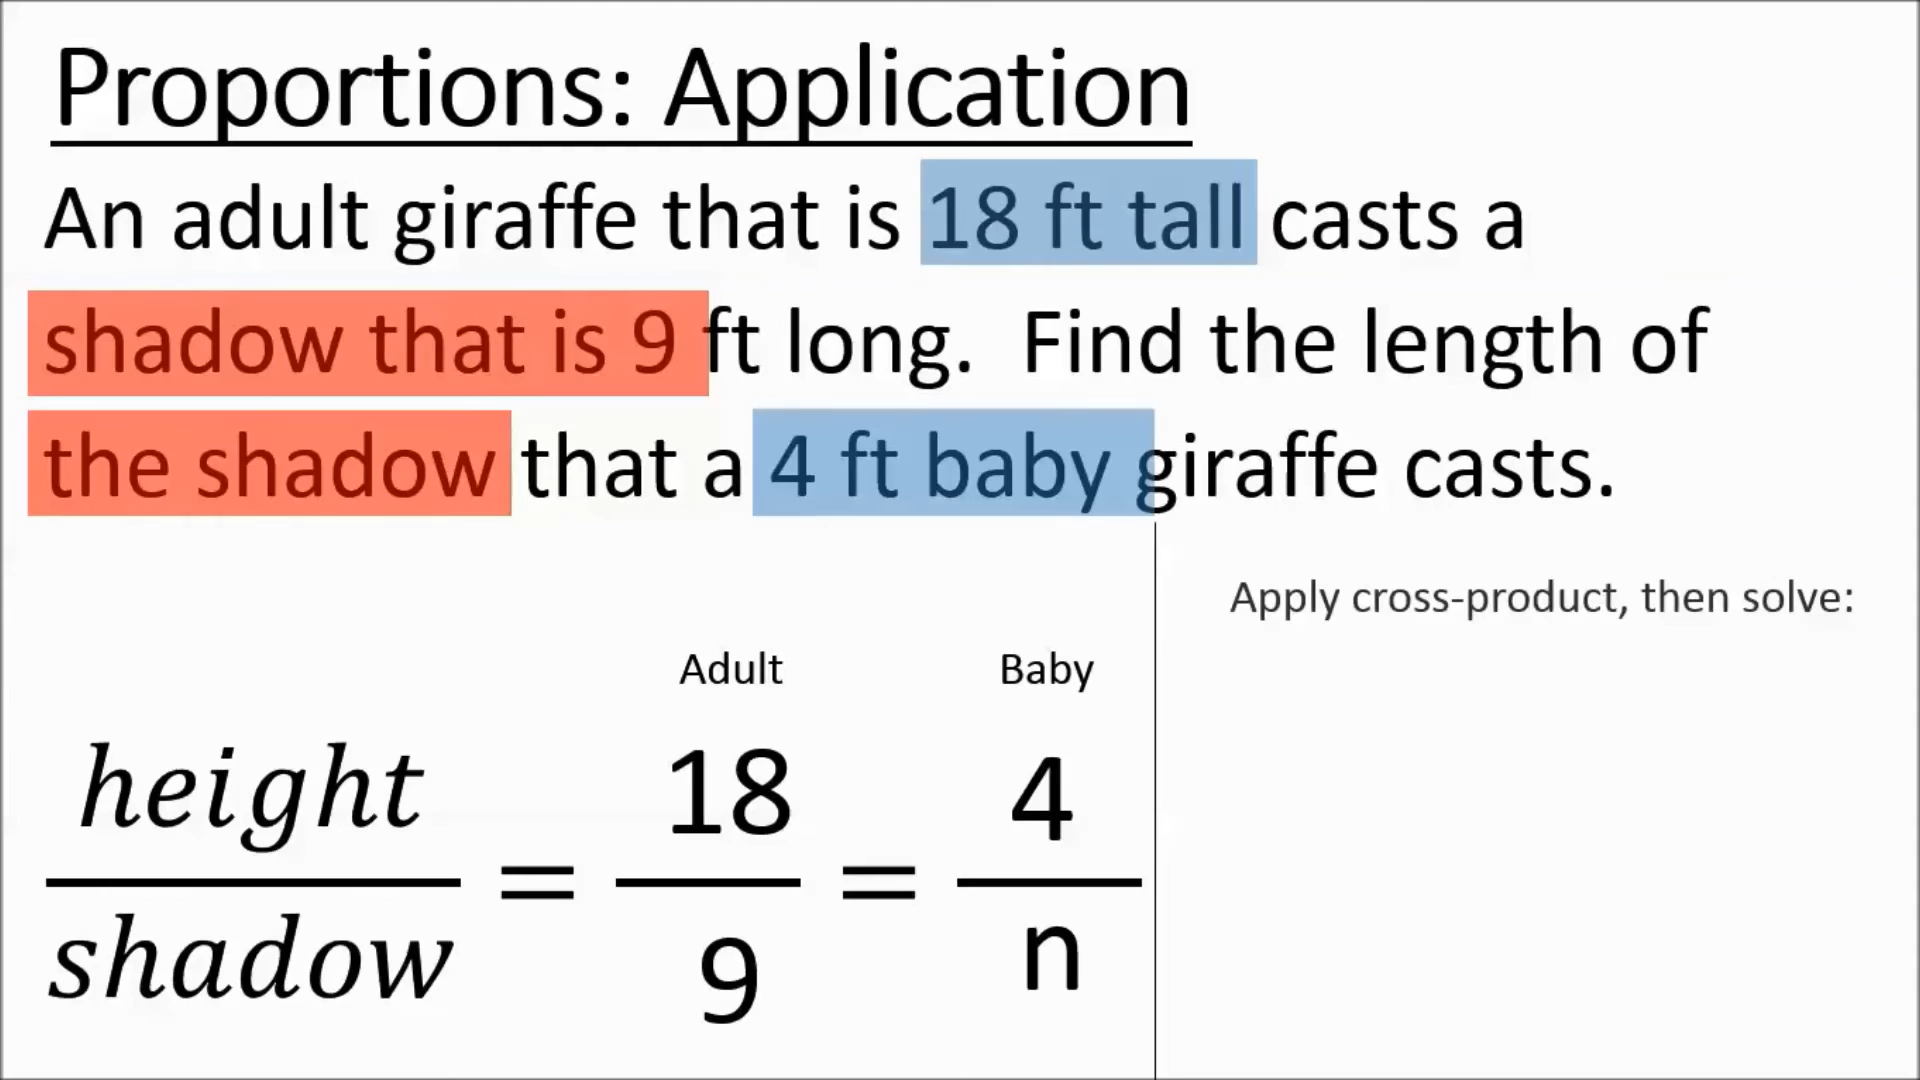 Proportions: Application
An adult giraffe that is 18 ft tall casts a
shadow that is 9 ft long. Find the length of
the shadow that a 4 ft baby giraffe casts.
Apply cross-product, then solve:
Adult Baby
height 18 4
= =
shadow 9 n